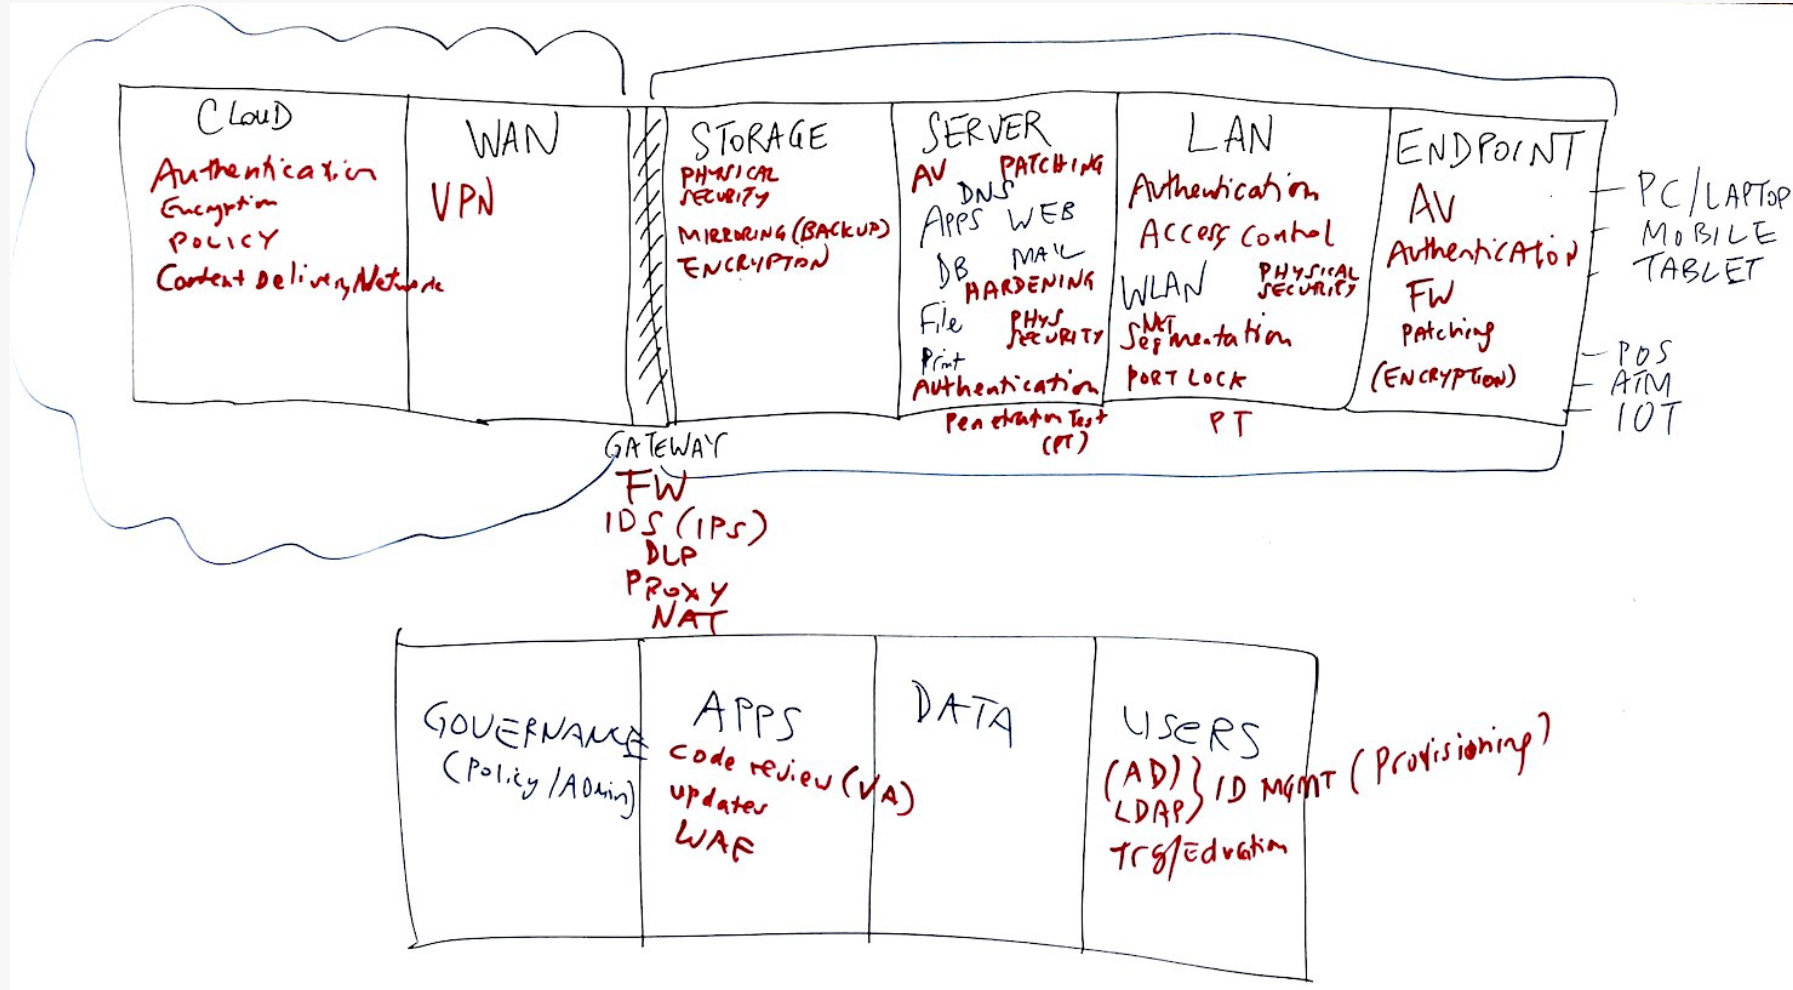 CLOUD
Authentication
Encryption
POLICY
Content Delivery Network
WAN
VPN
STORAGE
PHYSICAL
SECURITY
MIRRORING (BACKUP)
ENCRYPTION
SERVER
AV PATCHING
DNS
APPS WEB
DB MAIL
HARDENING
File PHYS
SECURITY
Print
Authentication
Penetration Test
(PT)
LAN
Authentication
Access Control
WLAN PHYSICAL
SECURITY
NET
Segmentation
PORT LOCK
PT
ENDPOINT
AV
Authentication
FW
Patching
(ENCRYPTION)
PC/LAPTOP
MOBILE
TABLET
POS
ATM
IOT
GATEWAY
FW
IDS (IPS)
DLP
PROXY
NAT
GOVERNANCE
(Policy/Admin)
APPS
code review (VA)
updates
WAF
DATA
USERS
(AD) } ID MGMT (Provisioning)
LDAP
Trg/Education